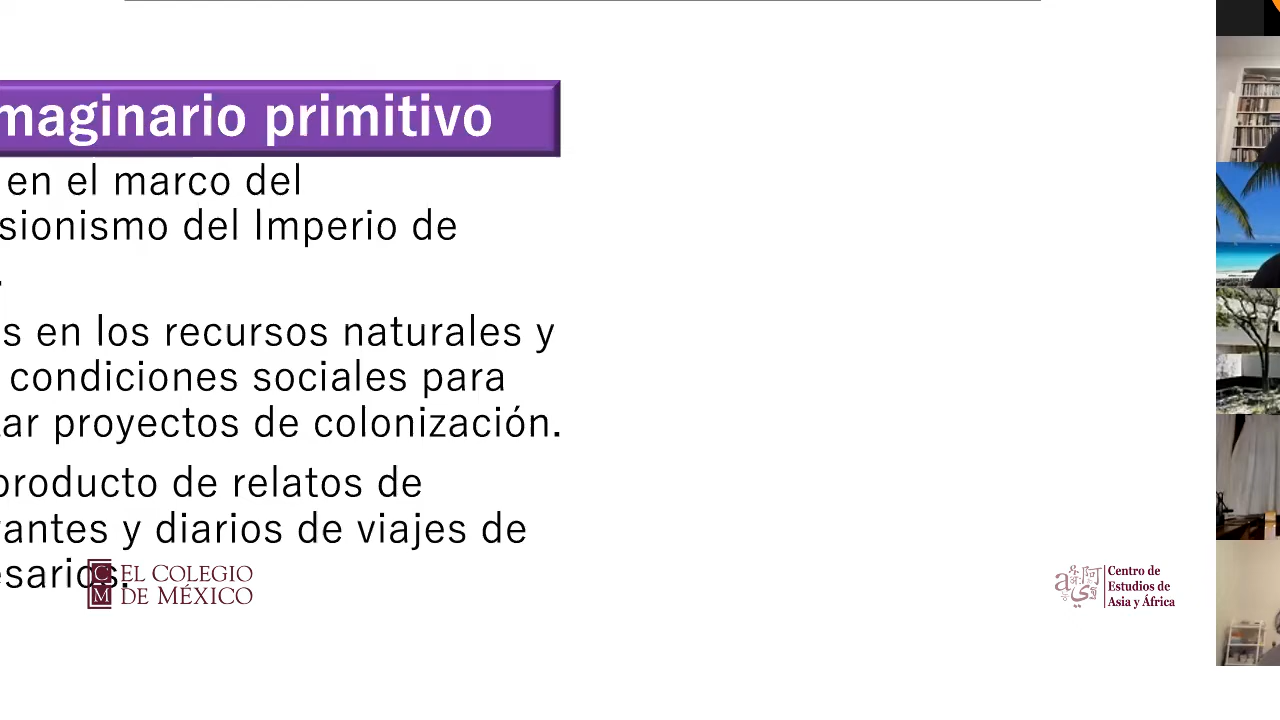 maginario primitivo
en el marco del
sionismo del Imperio de
.
s en los recursos naturales y
condiciones sociales para
ar proyectos de colonización.
producto de relatos de
antes y diarios de viajes de
esarios.
CM
EL COLEGIO
DE MÉXICO
Centro de
Estudios de
Asia y África